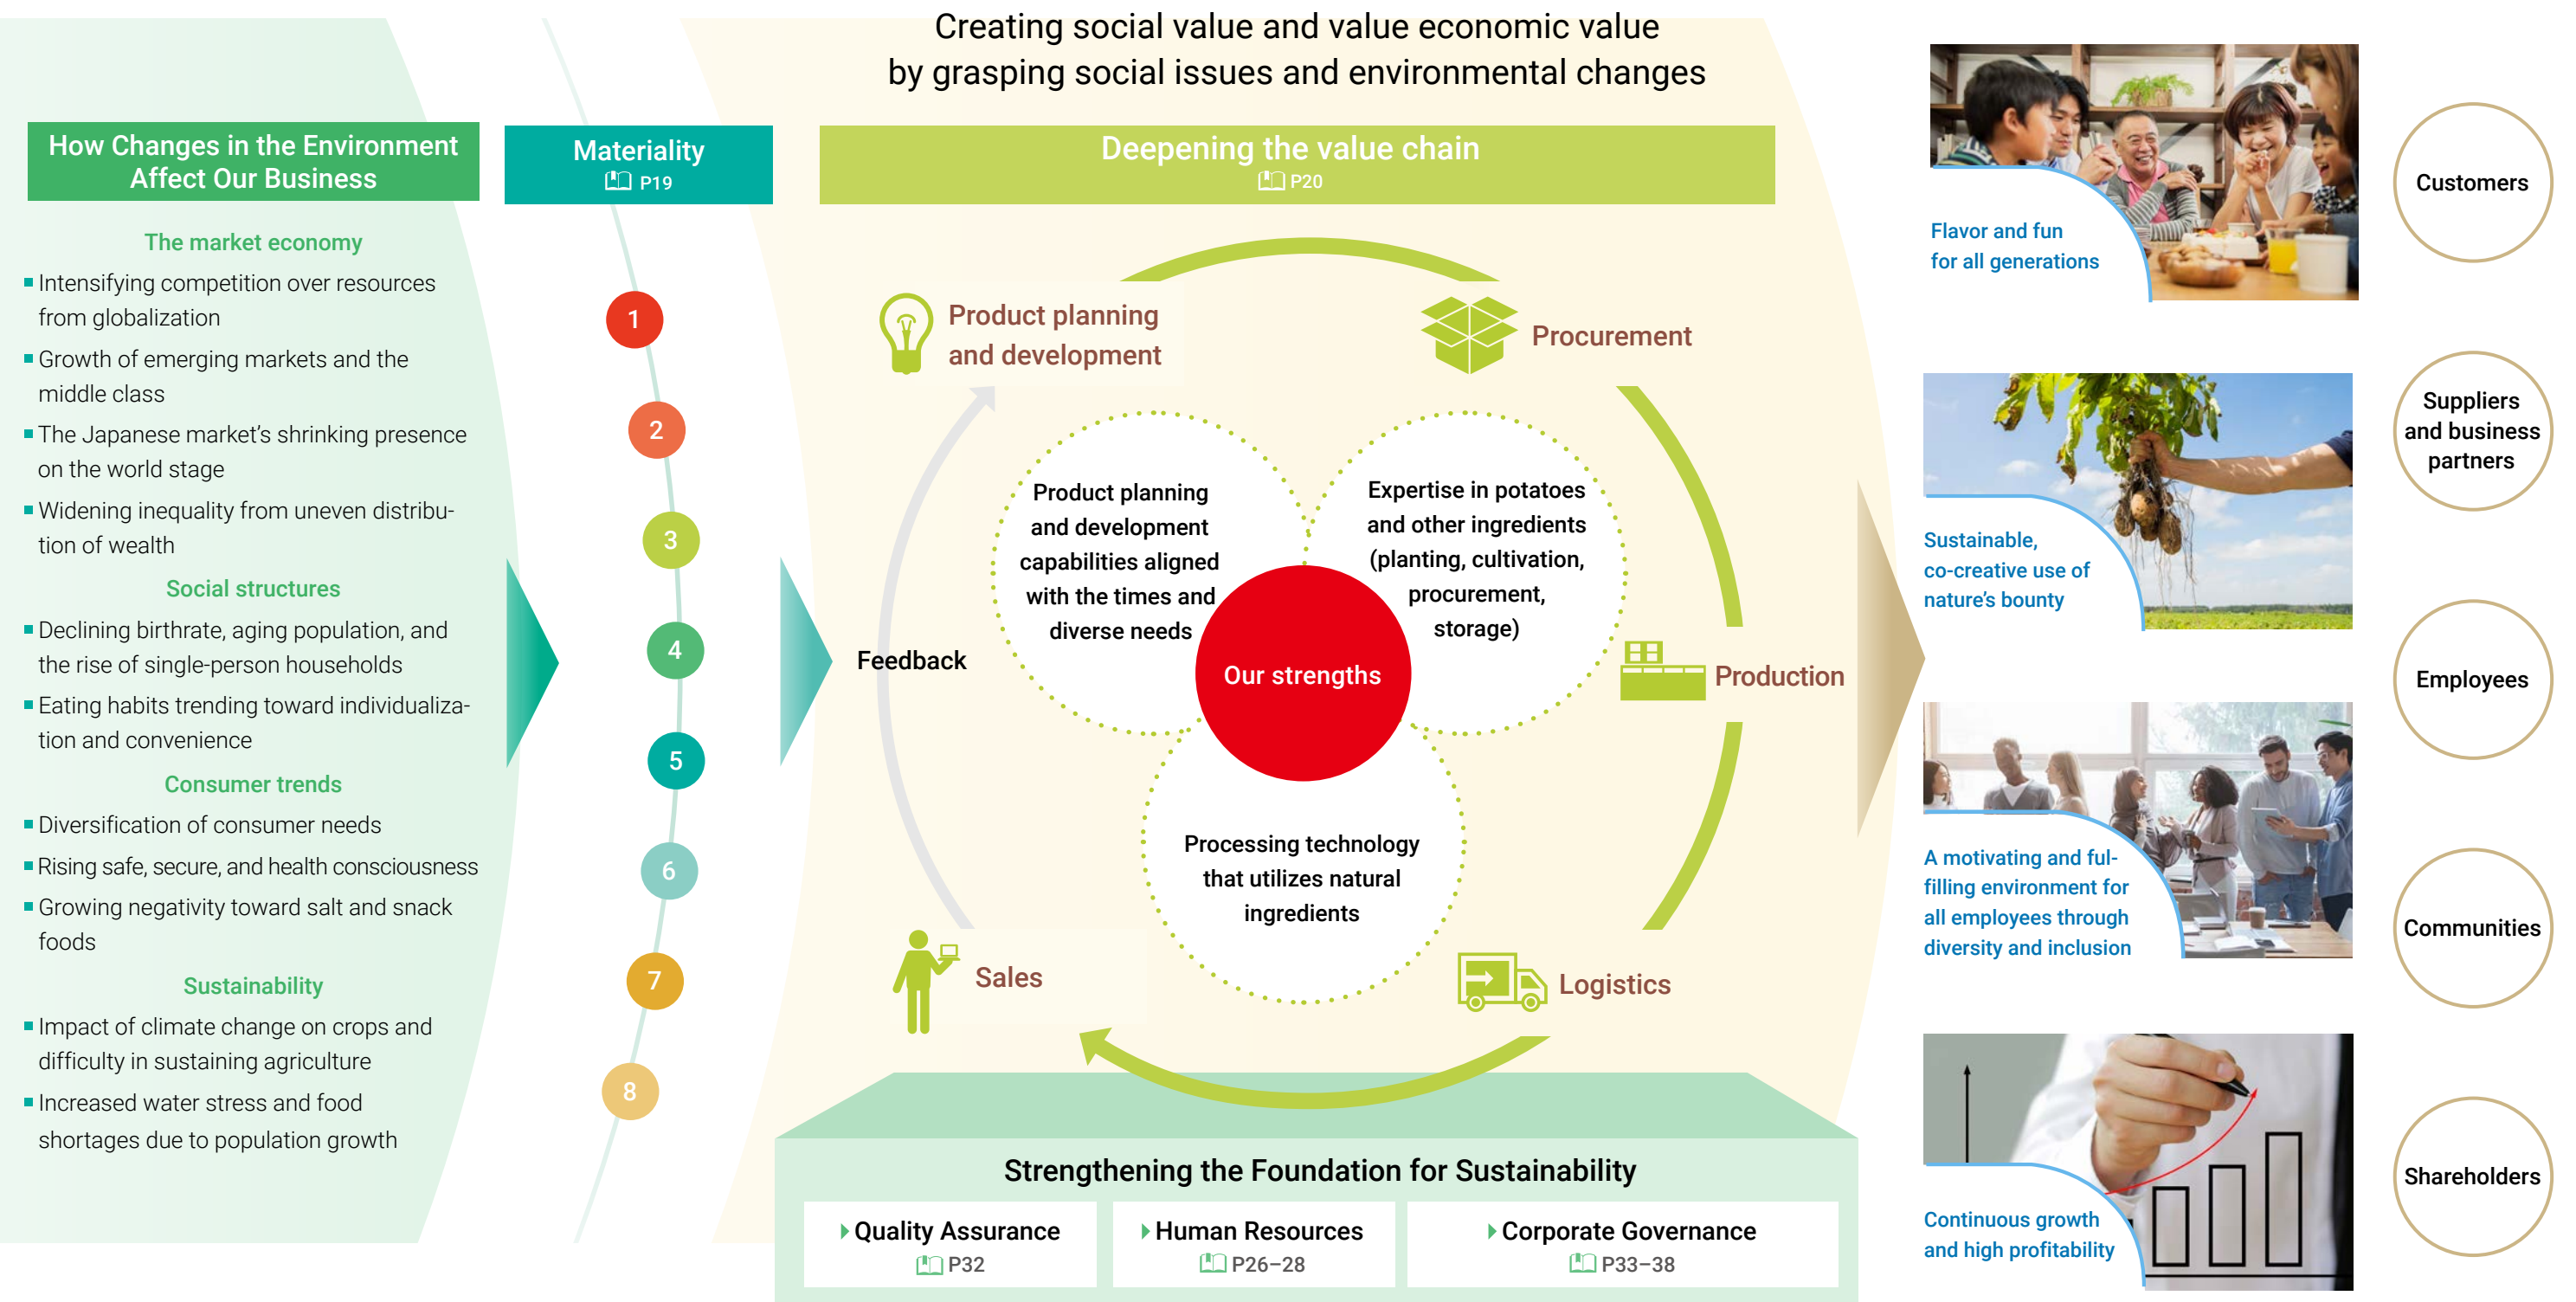 Creating social value and value economic value
by grasping social issues and environmental changes
How Changes in the Environment
Affect Our Business
The market economy
Intensifying competition over resources
from globalization
Growth of emerging markets and the
middle class
The Japanese market’s shrinking presence
on the world stage
Widening inequality from uneven distribu-
tion of wealth
Social structures
Declining birthrate, aging population, and
the rise of single-person households
Eating habits trending toward individualiza-
tion and convenience
Consumer trends
Diversification of consumer needs
Rising safe, secure, and health consciousness
Growing negativity toward salt and snack
foods
Sustainability
Impact of climate change on crops and
difficulty in sustaining agriculture
Increased water stress and food
shortages due to population growth
Materiality
P19
1
2
3
4
5
6
7
8
Deepening the value chain
P20
Product planning
and development
Procurement
Production
Logistics
Sales
Feedback
Product planning
and development
capabilities aligned
with the times and
diverse needs
Expertise in potatoes
and other ingredients
(planting, cultivation,
procurement,
storage)
Our strengths
Processing technology
that utilizes natural
ingredients
Strengthening the Foundation for Sustainability
Quality Assurance
P32
Human Resources
P26–28
Corporate Governance
P33–38
Flavor and fun
for all generations
Sustainable,
co-creative use of
nature’s bounty
A motivating and ful-
filling environment for
all employees through
diversity and inclusion
Continuous growth
and high profitability
Customers
Suppliers
and business
partners
Employees
Communities
Shareholders